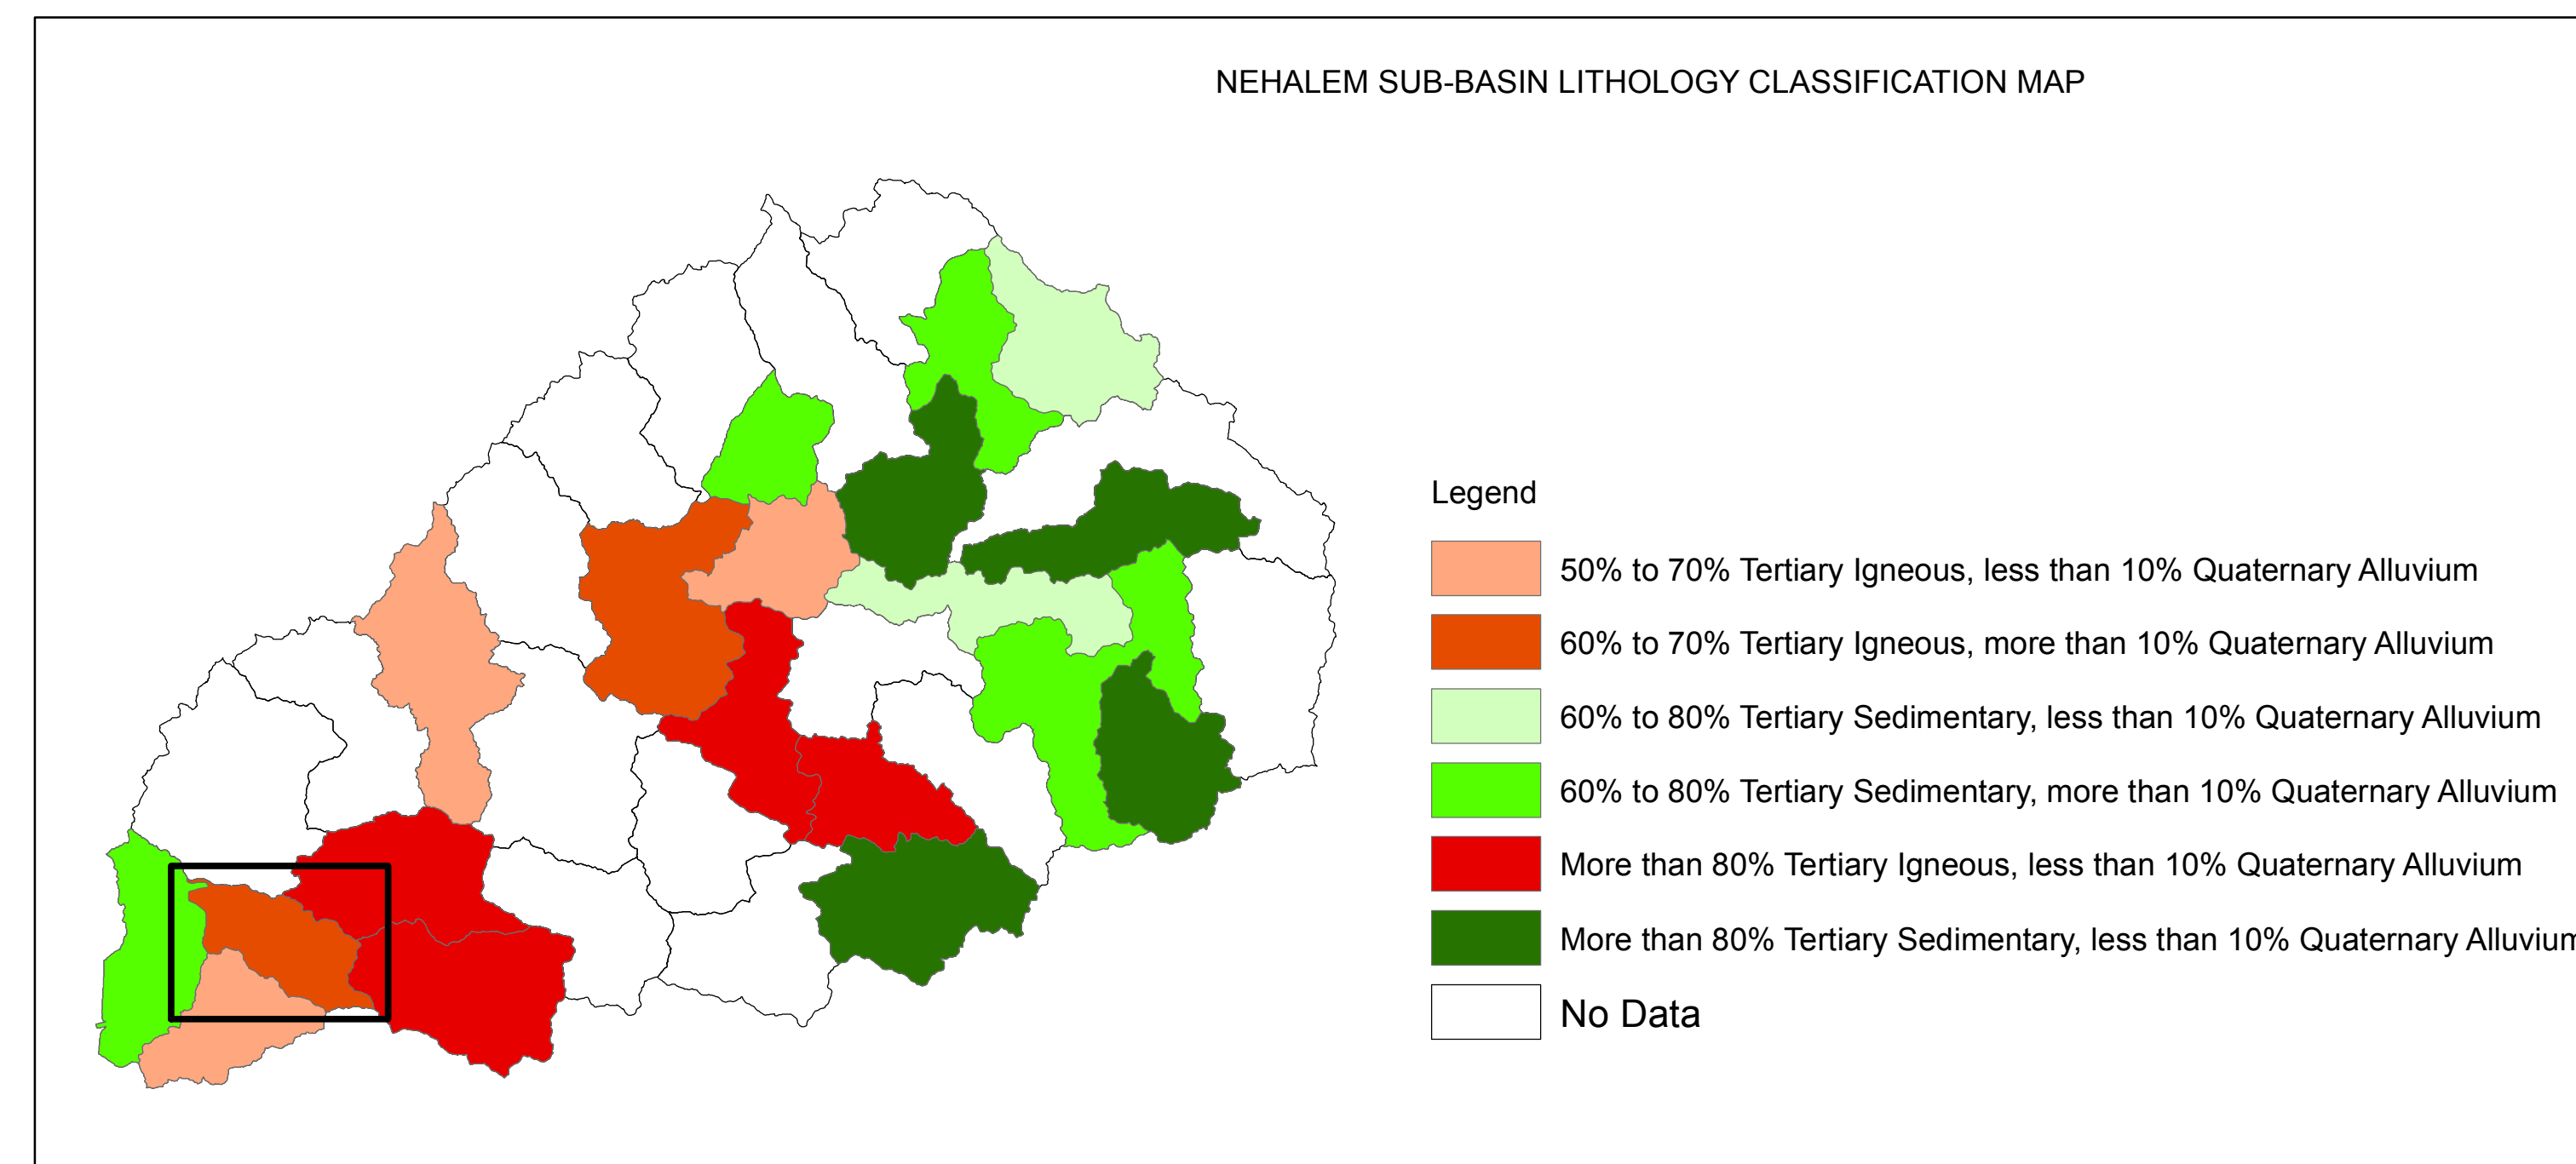 NEHALEM SUB-BASIN LITHOLOGY CLASSIFICATION MAP
Legend
50% to 70% Tertiary Igneous, less than 10% Quaternary Alluvium
60% to 70% Tertiary Igneous, more than 10% Quaternary Alluvium
60% to 80% Tertiary Sedimentary, less than 10% Quaternary Alluvium
60% to 80% Tertiary Sedimentary, more than 10% Quaternary Alluvium
More than 80% Tertiary Igneous, less than 10% Quaternary Alluvium
More than 80% Tertiary Sedimentary, less than 10% Quaternary Alluvium
No Data